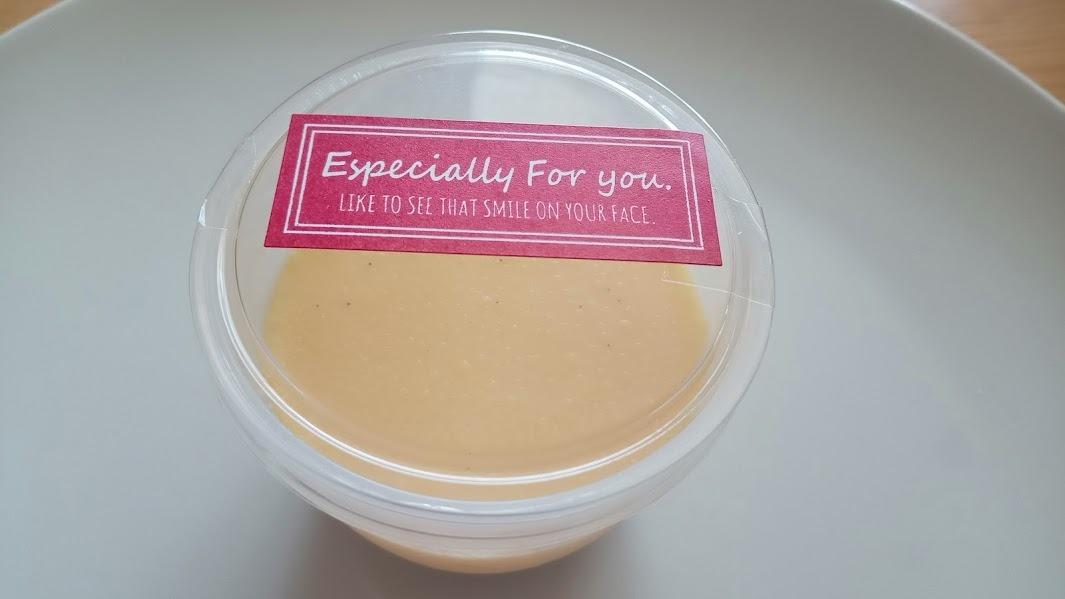 Especially For you.
LIKE TO SEE THAT SMILE ON YOUR FACE.